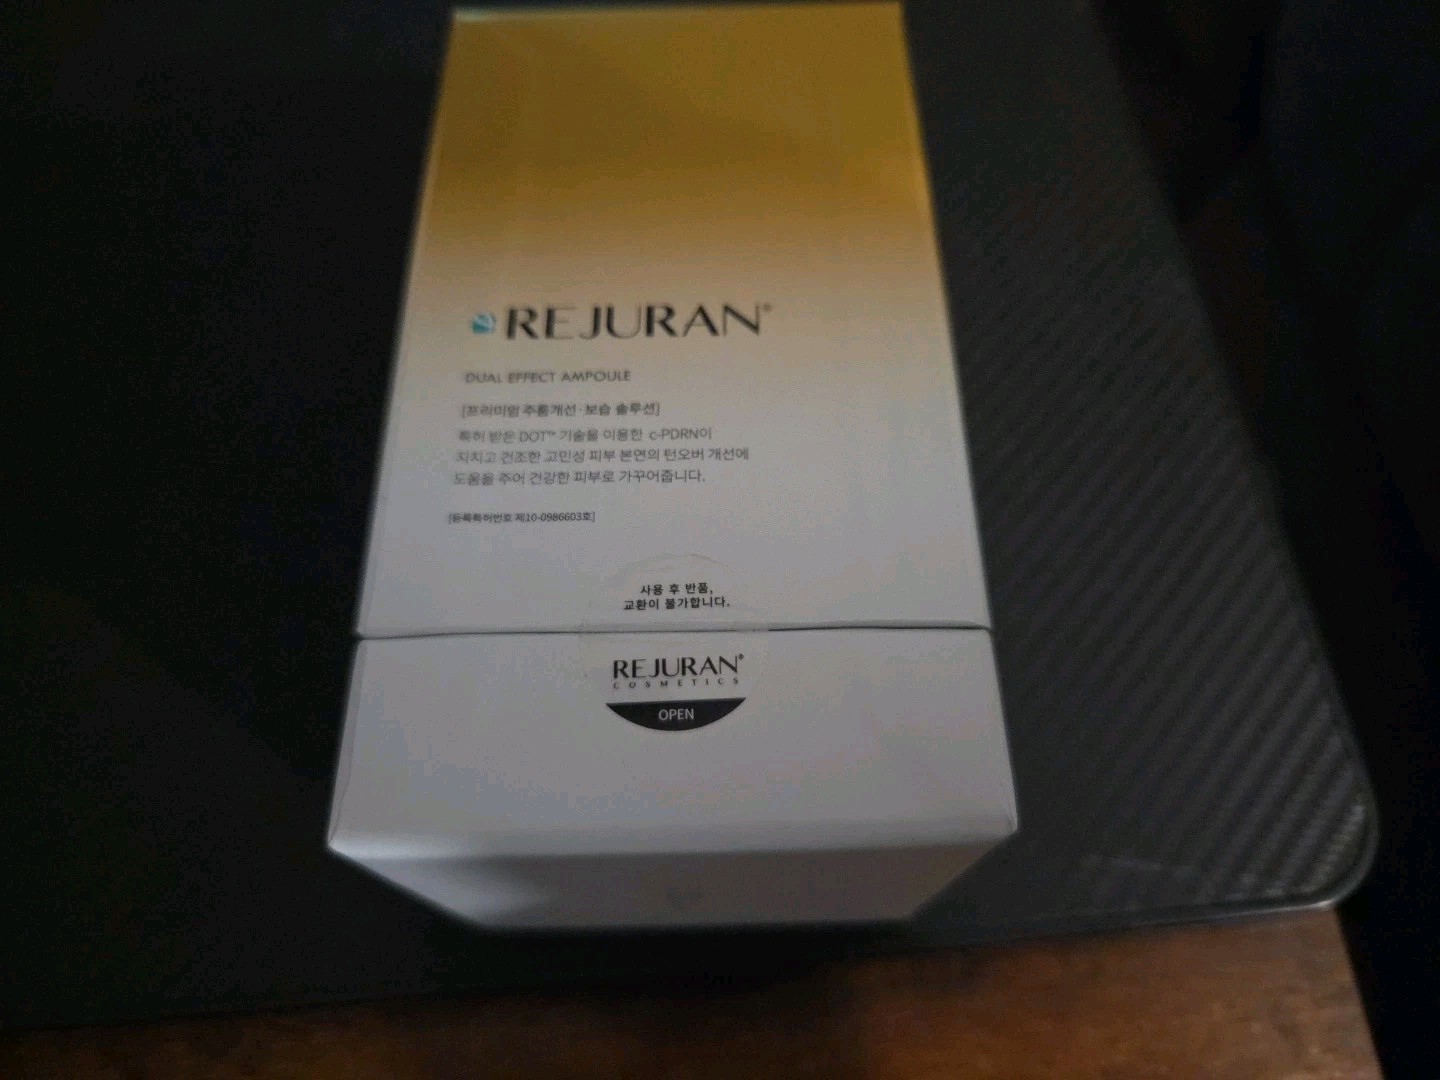 REJURAN®
DUAL EFFECT AMPOULE
[프리미엄 주름개선·보습 솔루션]
특허 받은 DOT™ 기술을 이용한 c-PDRN이
지치고 건조한 고민성 피부 본연의 턴오버 개선에
도움을 주어 건강한 피부로 가꾸어줍니다.
[등록특허번호 제10-0986603호]
사용 후 반품,
교환이 불가합니다.
REJURAN®
COSMETICS
OPEN